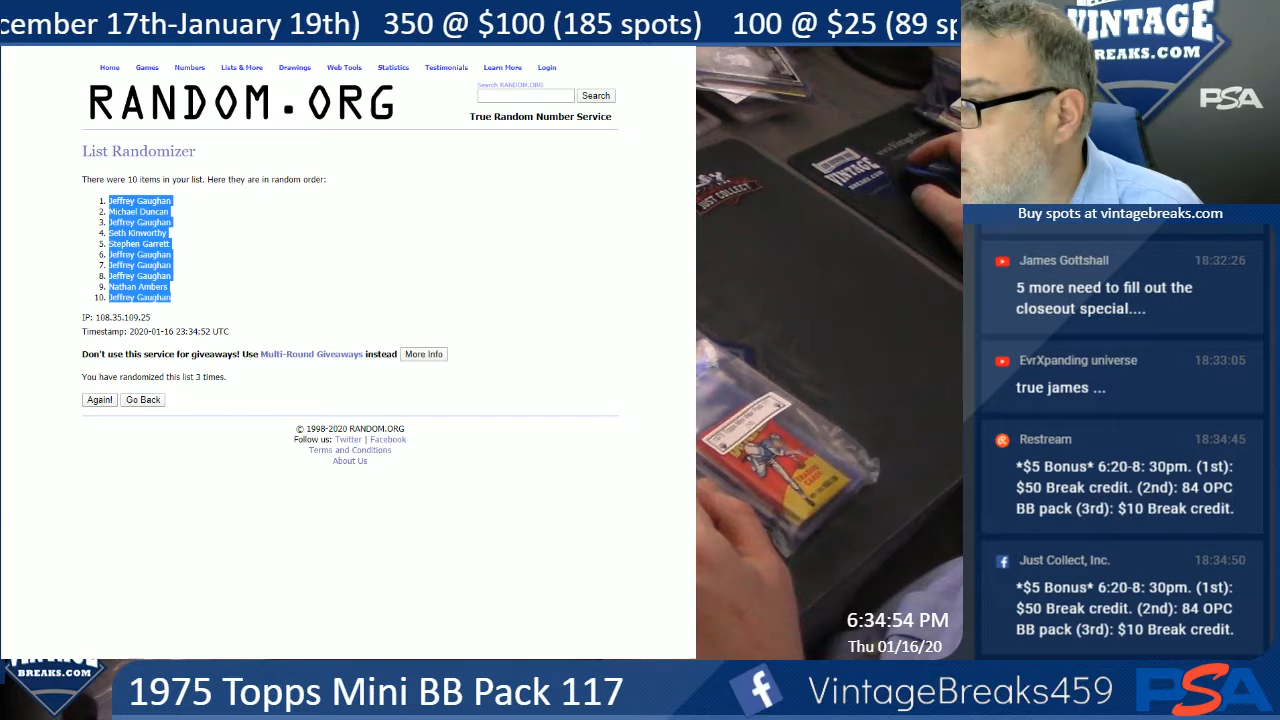 cember 17th-January 19th)   350 @ $100 (185 spots)   100 @ $25 (89 sp
Home Games Numbers Lists & More Drawings Web Tools Statistics Testimonials Learn More Login
RANDOM.ORG
Search RANDOM.ORG
Search
True Random Number Service
List Randomizer
There were 10 items in your list. Here they are in random order:
1. Jeffrey Gaughan
2. Michael Duncan
3. Jeffrey Gaughan
4. Seth Kinworthy
5. Stephen Garrett
6. Jeffrey Gaughan
7. Jeffrey Gaughan
8. Jeffrey Gaughan
9. Nathan Ambers
10. Jeffrey Gaughan
IP: 108.35.109.25
Timestamp: 2020-01-16 23:34:52 UTC
Don't use this service for giveaways! Use Multi-Round Giveaways instead More Info
You have randomized this list 3 times.
Again! Go Back
© 1998-2020 RANDOM.ORG
Follow us: Twitter | Facebook
Terms and Conditions
About Us
JUST COLLECT
VINTAGE
6:34:54 PM
Thu 01/16/20
VINTAGE
BREAKS.COM
PSA
Buy spots at vintagebreaks.com
James Gottshall 18:32:26
5 more need to fill out the
closeout special....
EvrXpanding universe 18:33:05
true james ...
Restream 18:34:45
*$5 Bonus* 6:20-8: 30pm. (1st):
$50 Break credit. (2nd): 84 OPC
BB pack (3rd): $10 Break credit.
Just Collect, Inc. 18:34:50
*$5 Bonus* 6:20-8: 30pm. (1st):
$50 Break credit. (2nd): 84 OPC
BB pack (3rd): $10 Break credit.
VINTAGE
BREAKS.COM
1975 Topps Mini BB Pack 117
VintageBreaks459
PSA